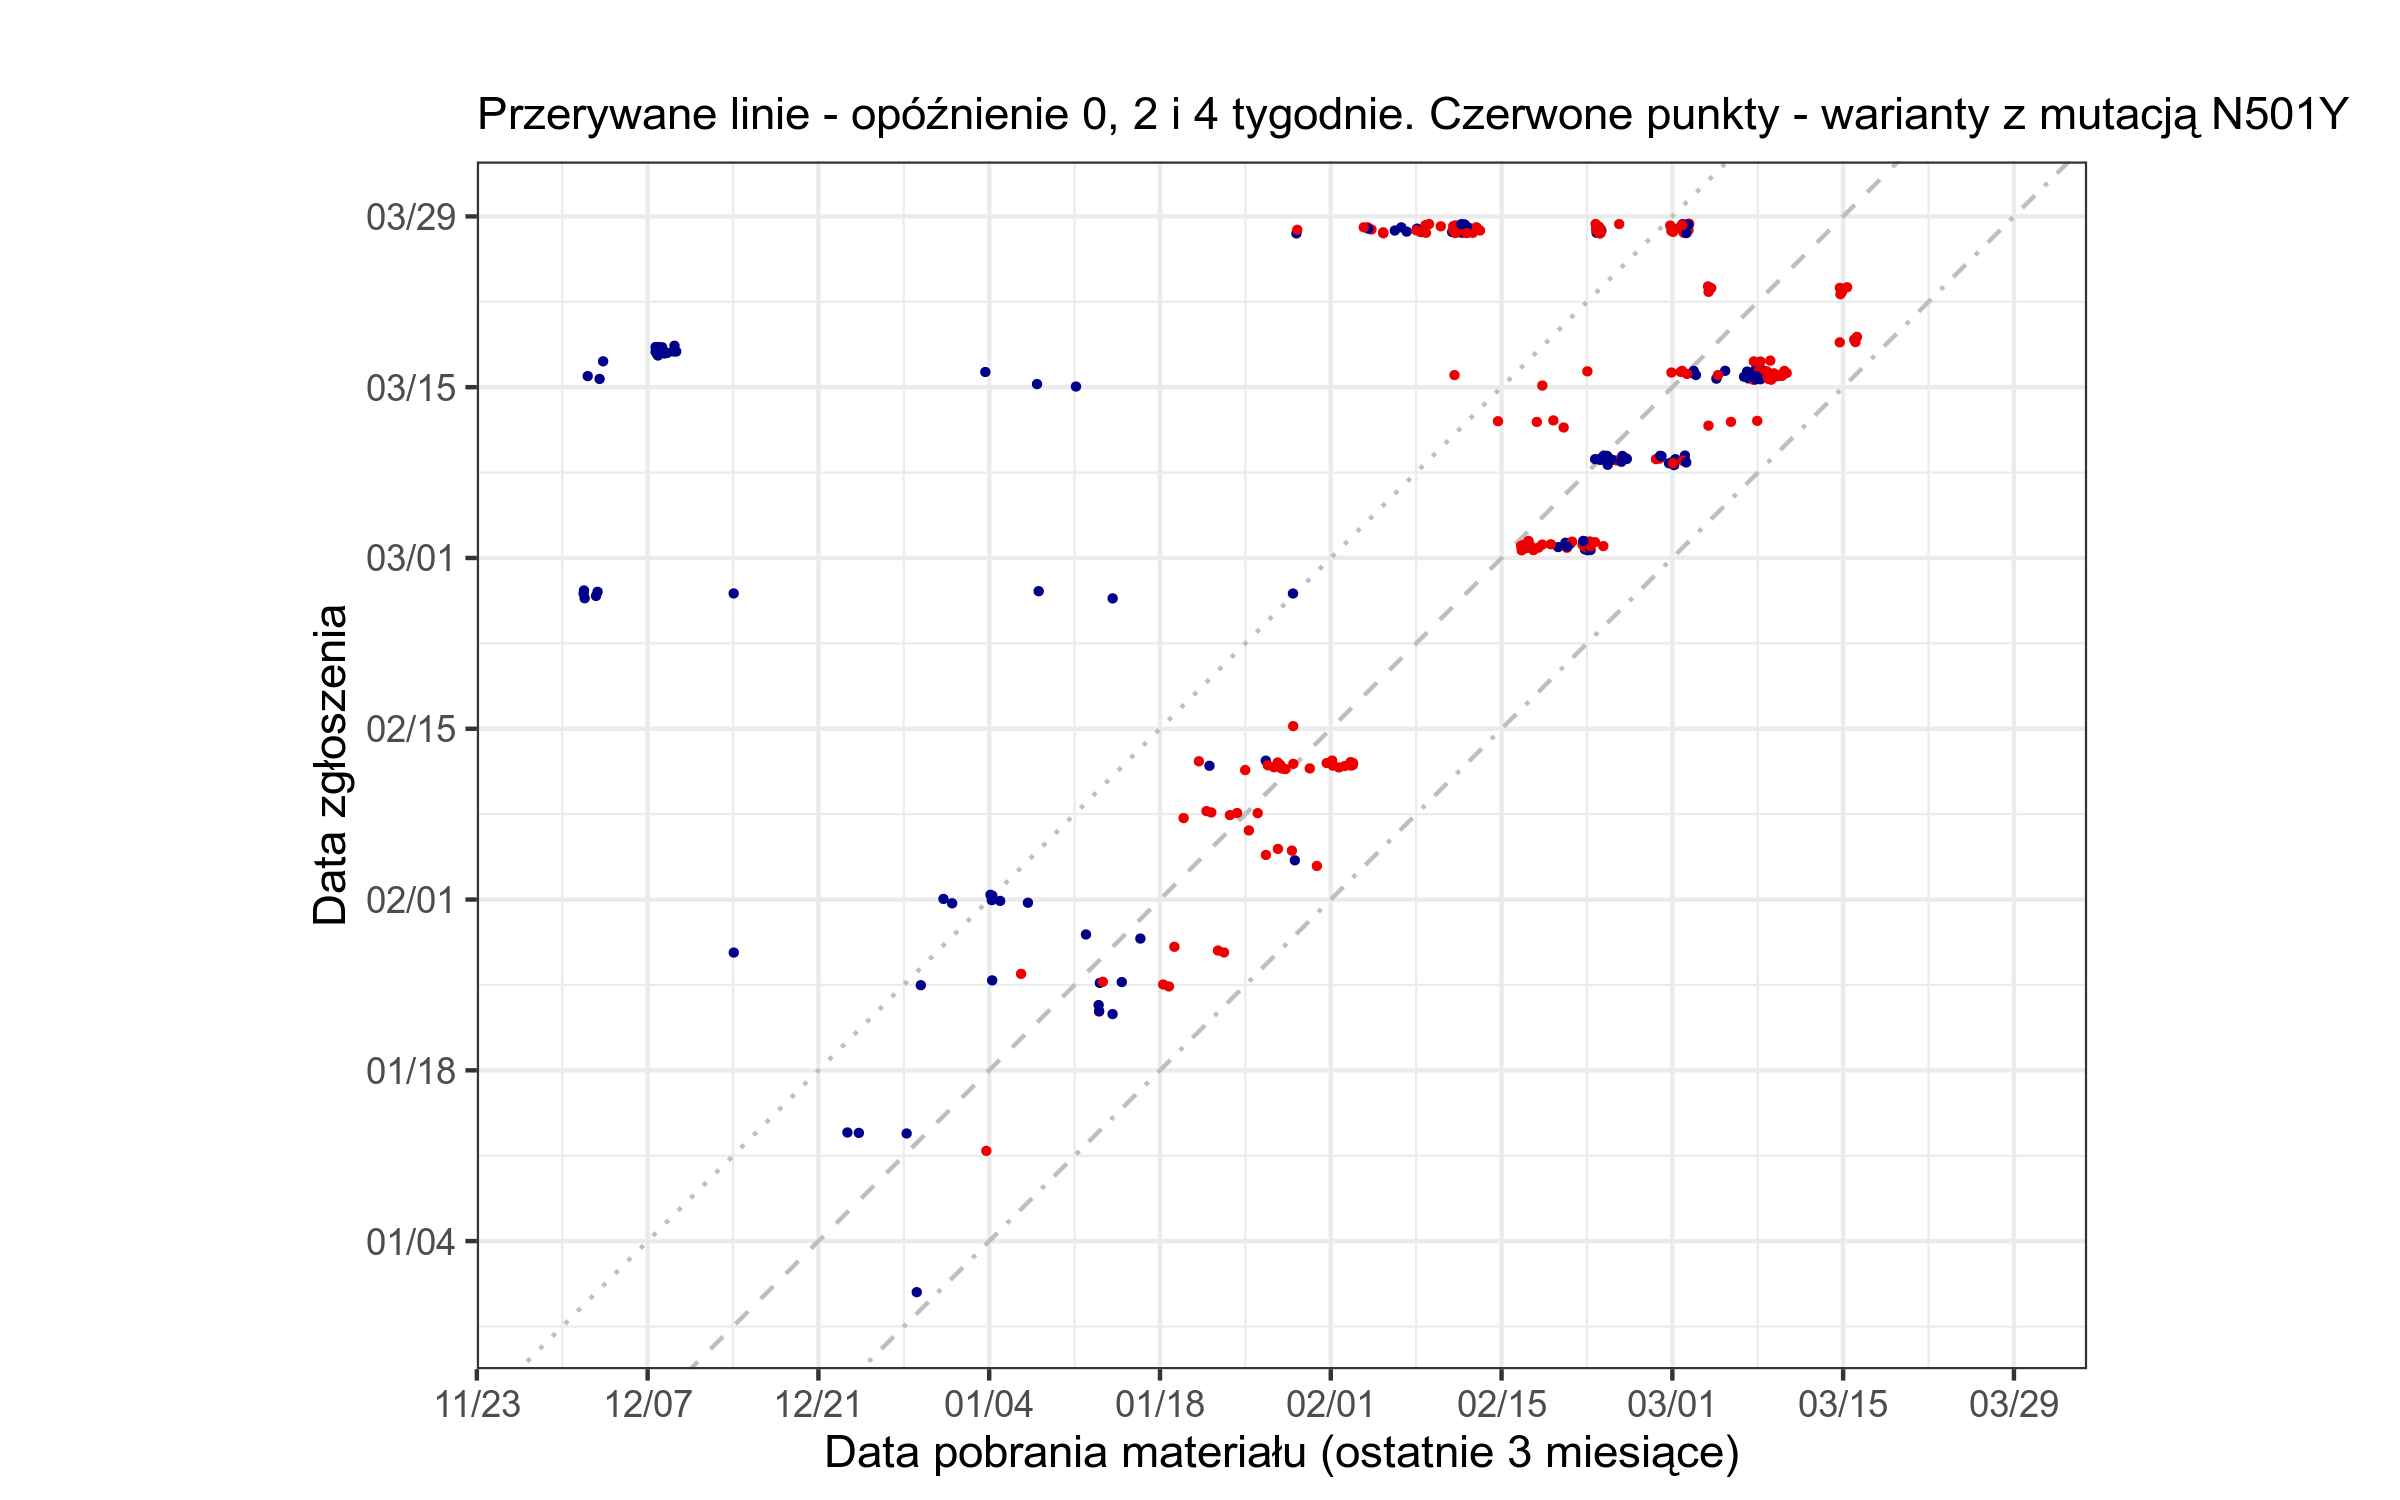 Przerywane linie - opóźnienie 0, 2 i 4 tygodnie. Czerwone punkty - warianty z mutacją N501Y
Data zgłoszenia
03/29
03/15
03/01
02/15
02/01
01/18
01/04
11/23 12/07 12/21 01/04 01/18 02/01 02/15 03/01 03/15 03/29
Data pobrania materiału (ostatnie 3 miesiące)